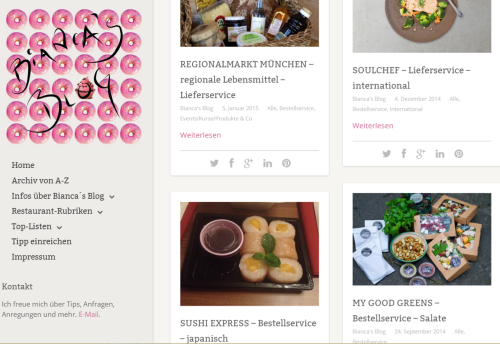 BIANCA'S
BLOG
Home
Archiv von A-Z
Infos über Bianca´s Blog
Restaurant-Rubriken
Top-Listen
Tipp einreichen
Impressum
Kontakt
Ich freue mich über Tips, Anfragen,
Anregungen und mehr. E-Mail.
REGIONALMARKT MÜNCHEN –
regionale Lebensmittel –
Lieferservice
Bianca's Blog 5. Januar 2015 Alle, Bestellservice,
Events/Kurse/Produkte & Co
Weiterlesen
SUSHI EXPRESS – Bestellservice
– japanisch
SOULCHEF – Lieferservice –
international
Bianca's Blog 4. Dezember 2014 Alle,
Bestellservice, International
Weiterlesen
MY GOOD GREENS –
Bestellservice – Salate
Bianca's Blog 24. September 2014 Alle,
Bestellservice